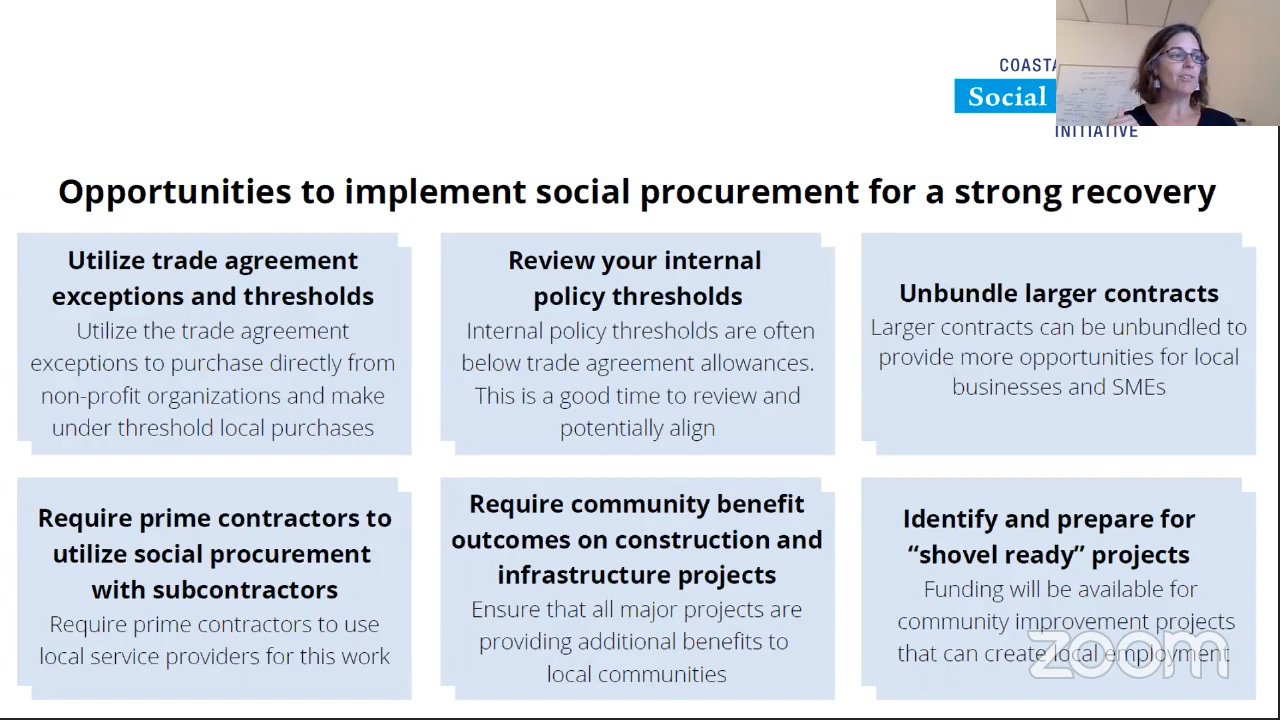 Social
INITIATIVE
Opportunities to implement social procurement for a strong recovery
Utilize trade agreement
exceptions and thresholds
Utilize the trade agreement
exceptions to purchase directly from
non-profit organizations and make
under threshold local purchases
Review your internal
policy thresholds
Internal policy thresholds are often
below trade agreement allowances.
This is a good time to review and
potentially align
Unbundle larger contracts
Larger contracts can be unbundled to
provide more opportunities for local
businesses and SMEs
Require prime contractors to
utilize social procurement
with subcontractors
Require prime contractors to use
local service providers for this work
Require community benefit
outcomes on construction and
infrastructure projects
Ensure that all major projects are
providing additional benefits to
local communities
Identify and prepare for
“shovel ready” projects
Funding will be available for
community improvement projects
that can create local employment
zoom